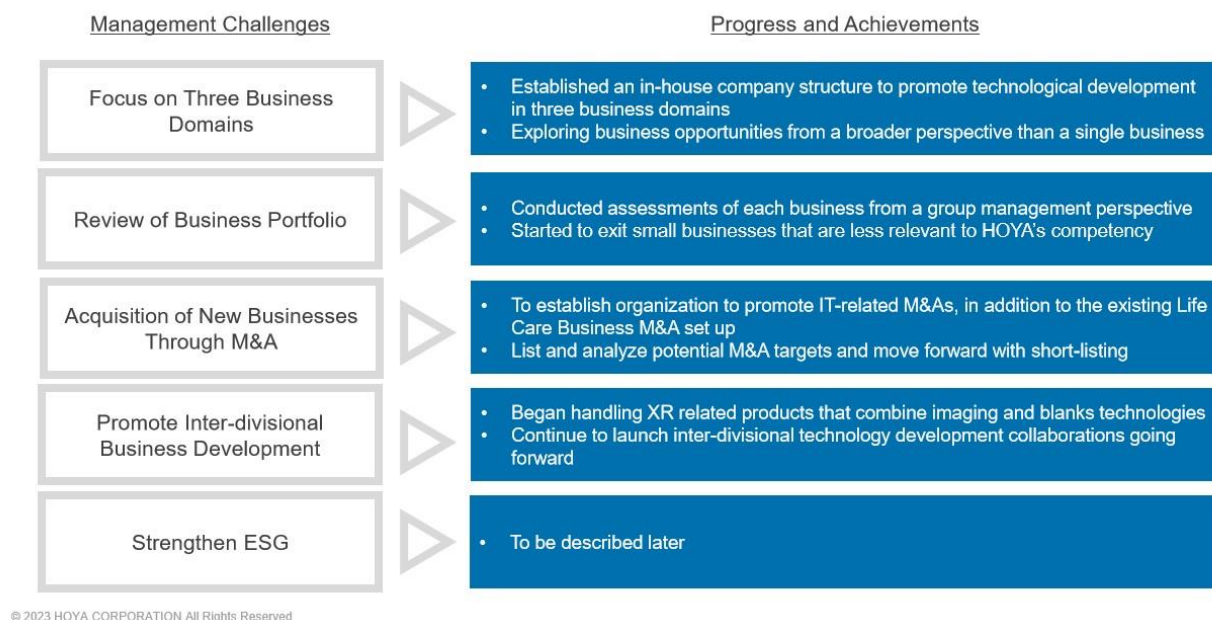 Management Challenges
Progress and Achievements
Focus on Three Business
Domains
• Established an in-house company structure to promote technological development
in three business domains
• Exploring business opportunities from a broader perspective than a single business
Review of Business Portfolio
• Conducted assessments of each business from a group management perspective
• Started to exit small businesses that are less relevant to HOYA's competency
Acquisition of New Businesses
Through M&A
• To establish organization to promote IT-related M&As, in addition to the existing Life
Care Business M&A set up
• List and analyze potential M&A targets and move forward with short-listing
Promote Inter-divisional
Business Development
• Began handling XR related products that combine imaging and blanks technologies
• Continue to launch inter-divisional technology development collaborations going
forward
Strengthen ESG
• To be described later
© 2023 HOYA CORPORATION All Rights Reserved